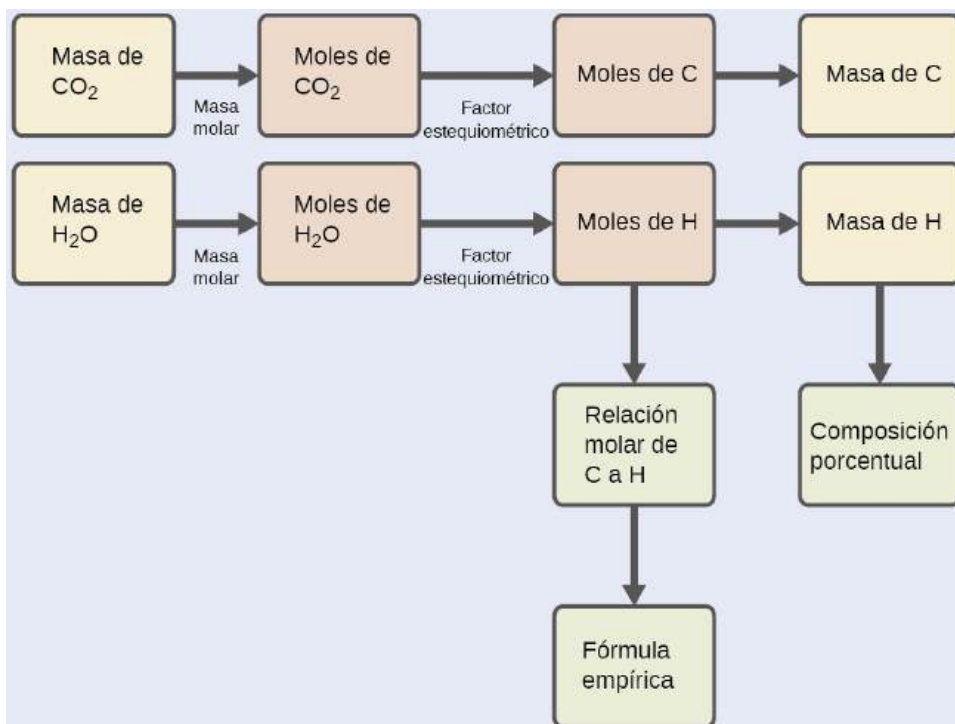 Masa de
CO₂
Masa
molar
Moles de
CO₂
Factor
estequiométrico
Moles de C
Masa de C
Masa de
H₂O
Masa
molar
Moles de
H₂O
Factor
estequiométrico
Moles de H
Masa de H
Relación
molar de
C a H
Composición
porcentual
Fórmula
empírica